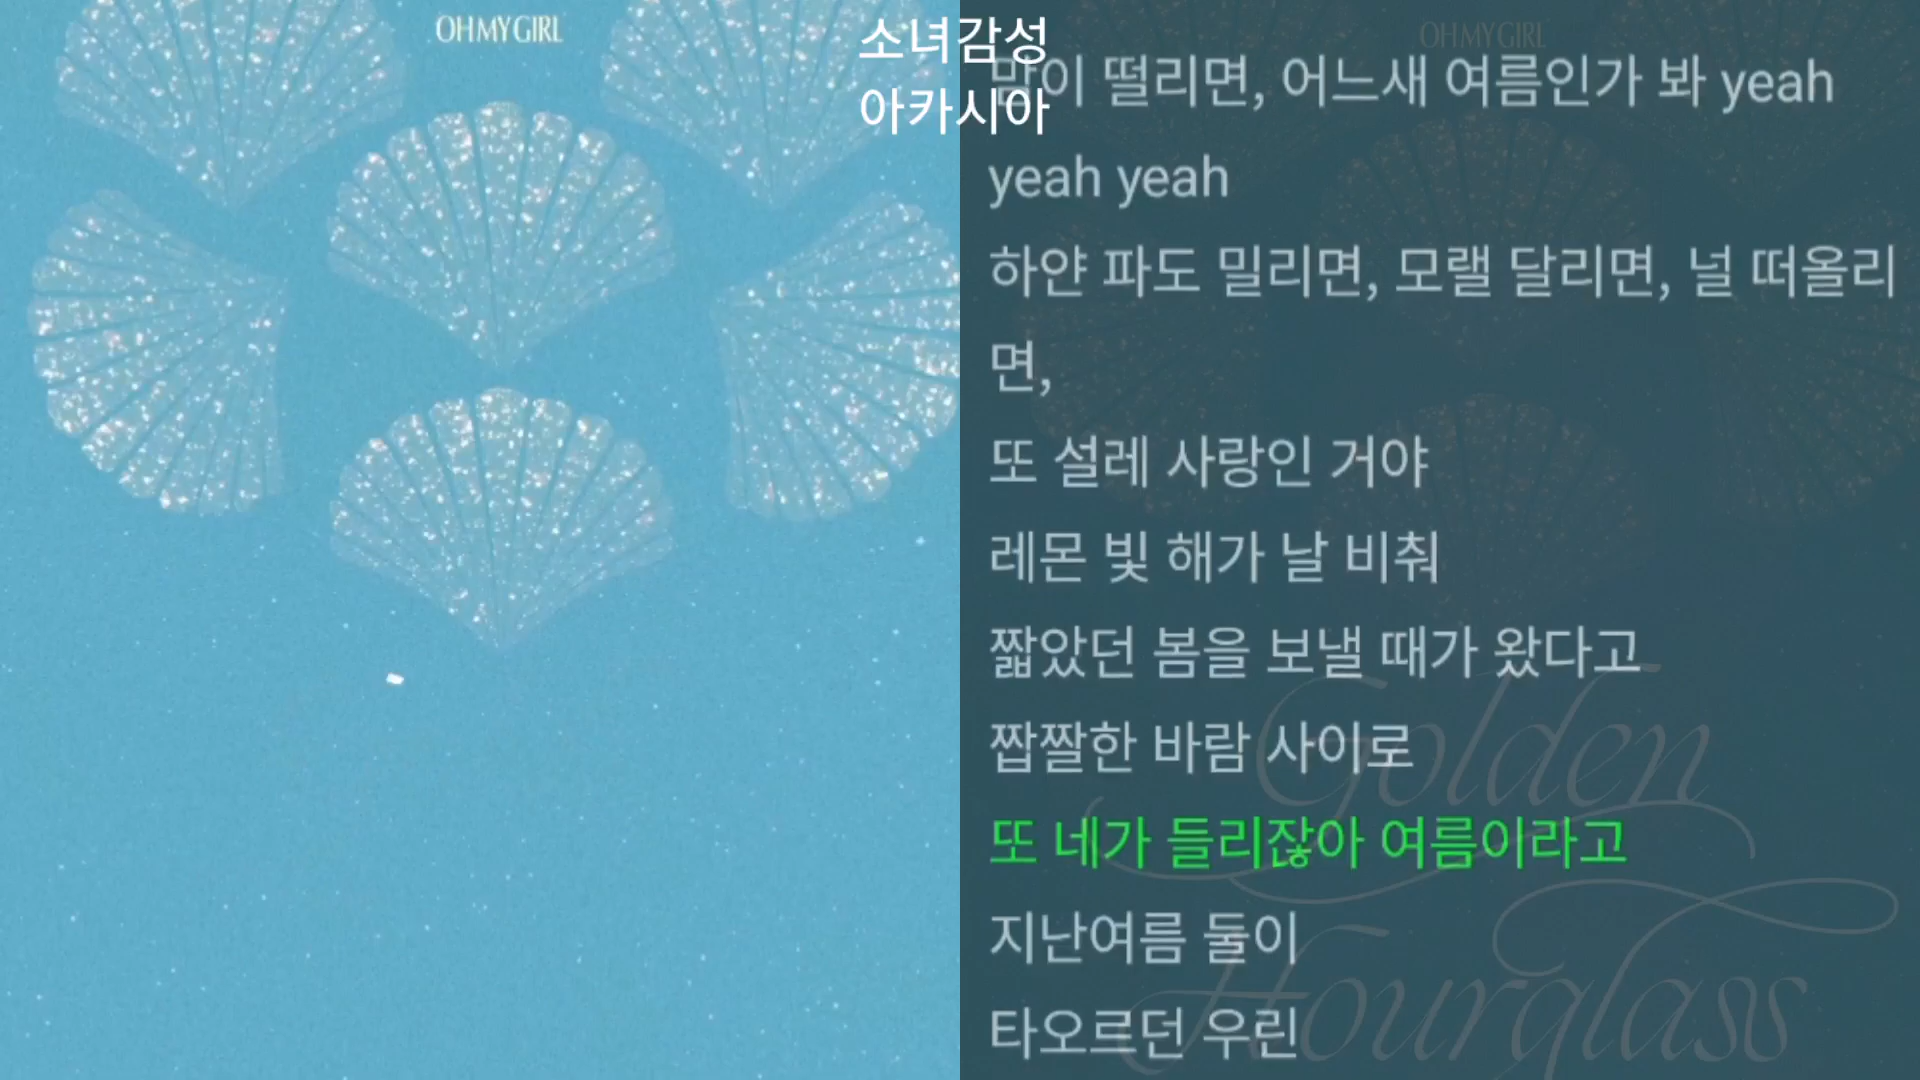 OHMYGIRL
소녀감성
아카시아
OHMYGIRL
맘이 떨리면, 어느새 여름인가 봐 yeah
yeah yeah
하얀 파도 밀리면, 모랠 달리면, 널 떠올리
면,
또 설레 사랑인 거야
레몬 빛 해가 날 비춰
짧았던 봄을 보낼 때가 왔다고
짭짤한 바람 사이로
또 네가 들리잖아 여름이라고
지난여름 둘이
타오르던 우린
Golden
Hourglass